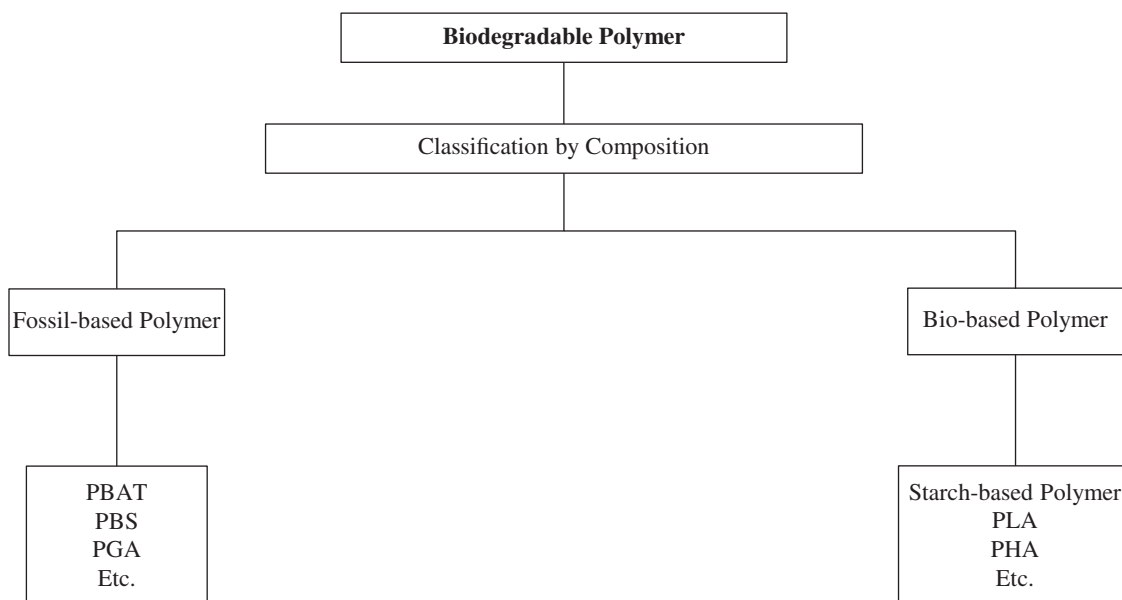 Biodegradable Polymer
Classification by Composition
Fossil-based Polymer
Bio-based Polymer
PBAT
PBS
PGA
Etc.
Starch-based Polymer
PLA
PHA
Etc.